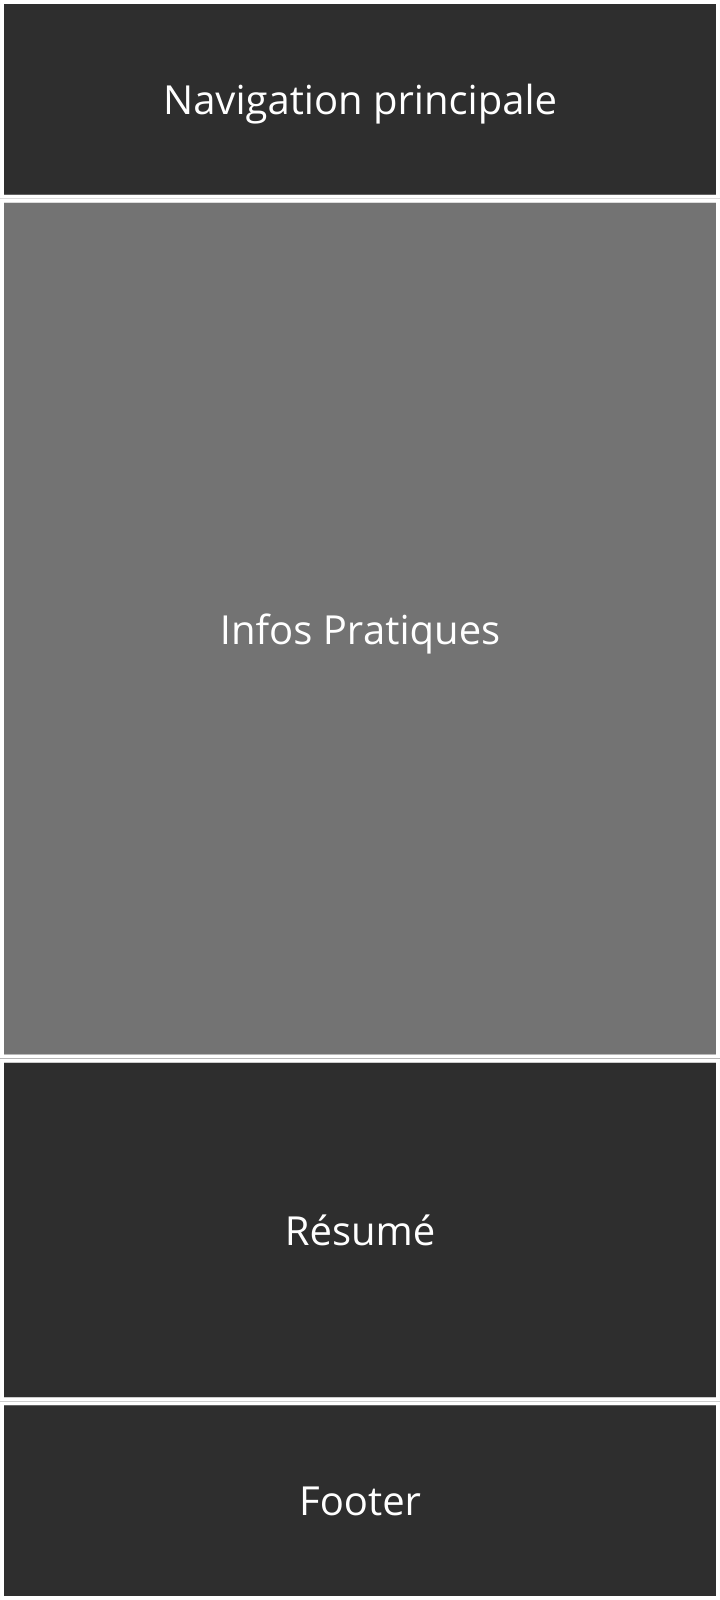 Navigation principale
Infos Pratiques
Résumé
Footer